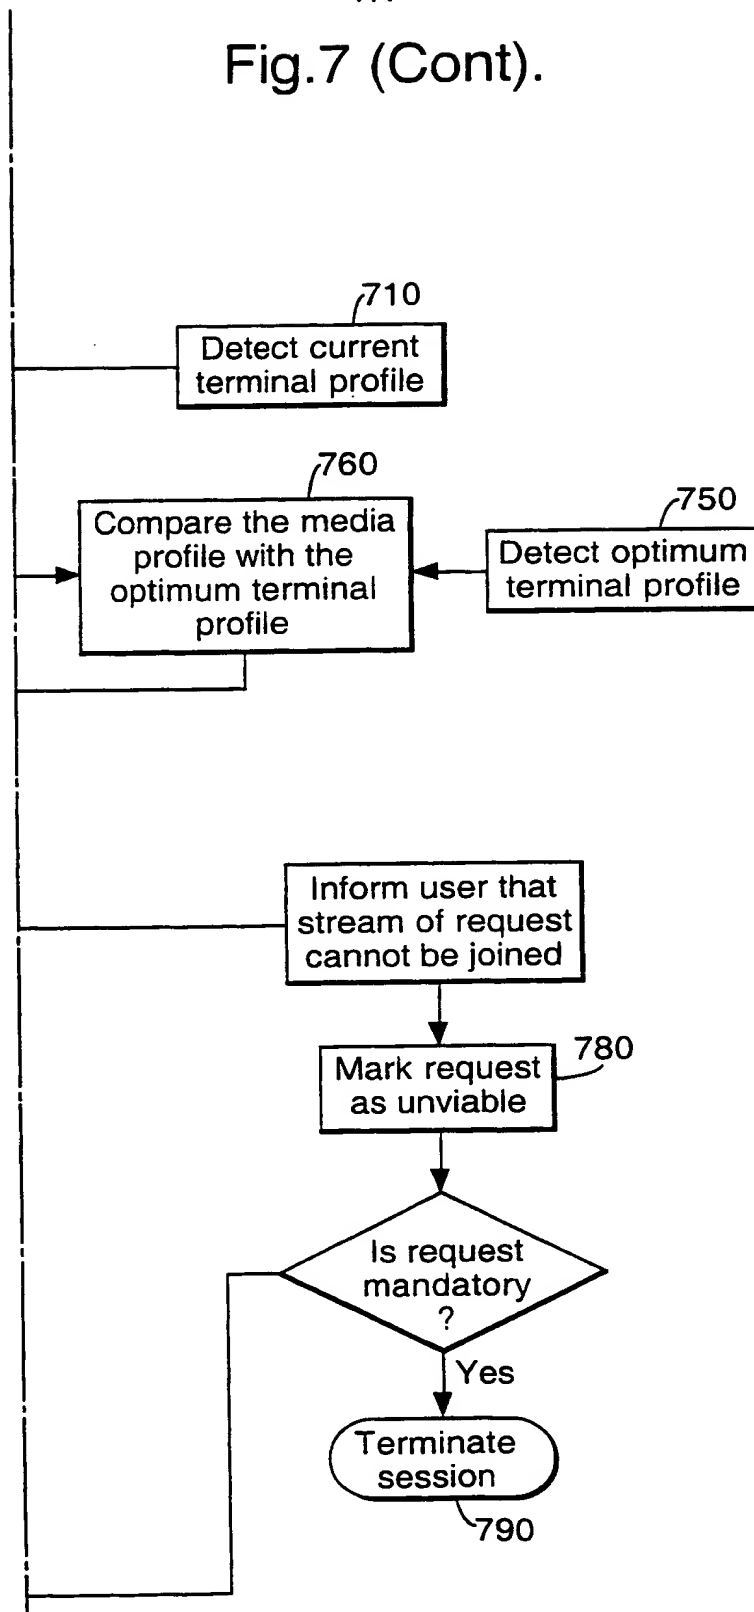 Fig.7 (Cont).
710
Detect current
terminal profile
760
Compare the media
profile with the
optimum terminal
profile
750
Detect optimum
terminal profile
Inform user that
stream of request
cannot be joined
Mark request
as unviable
780
Is request
mandatory
?
Yes
Terminate
session
790